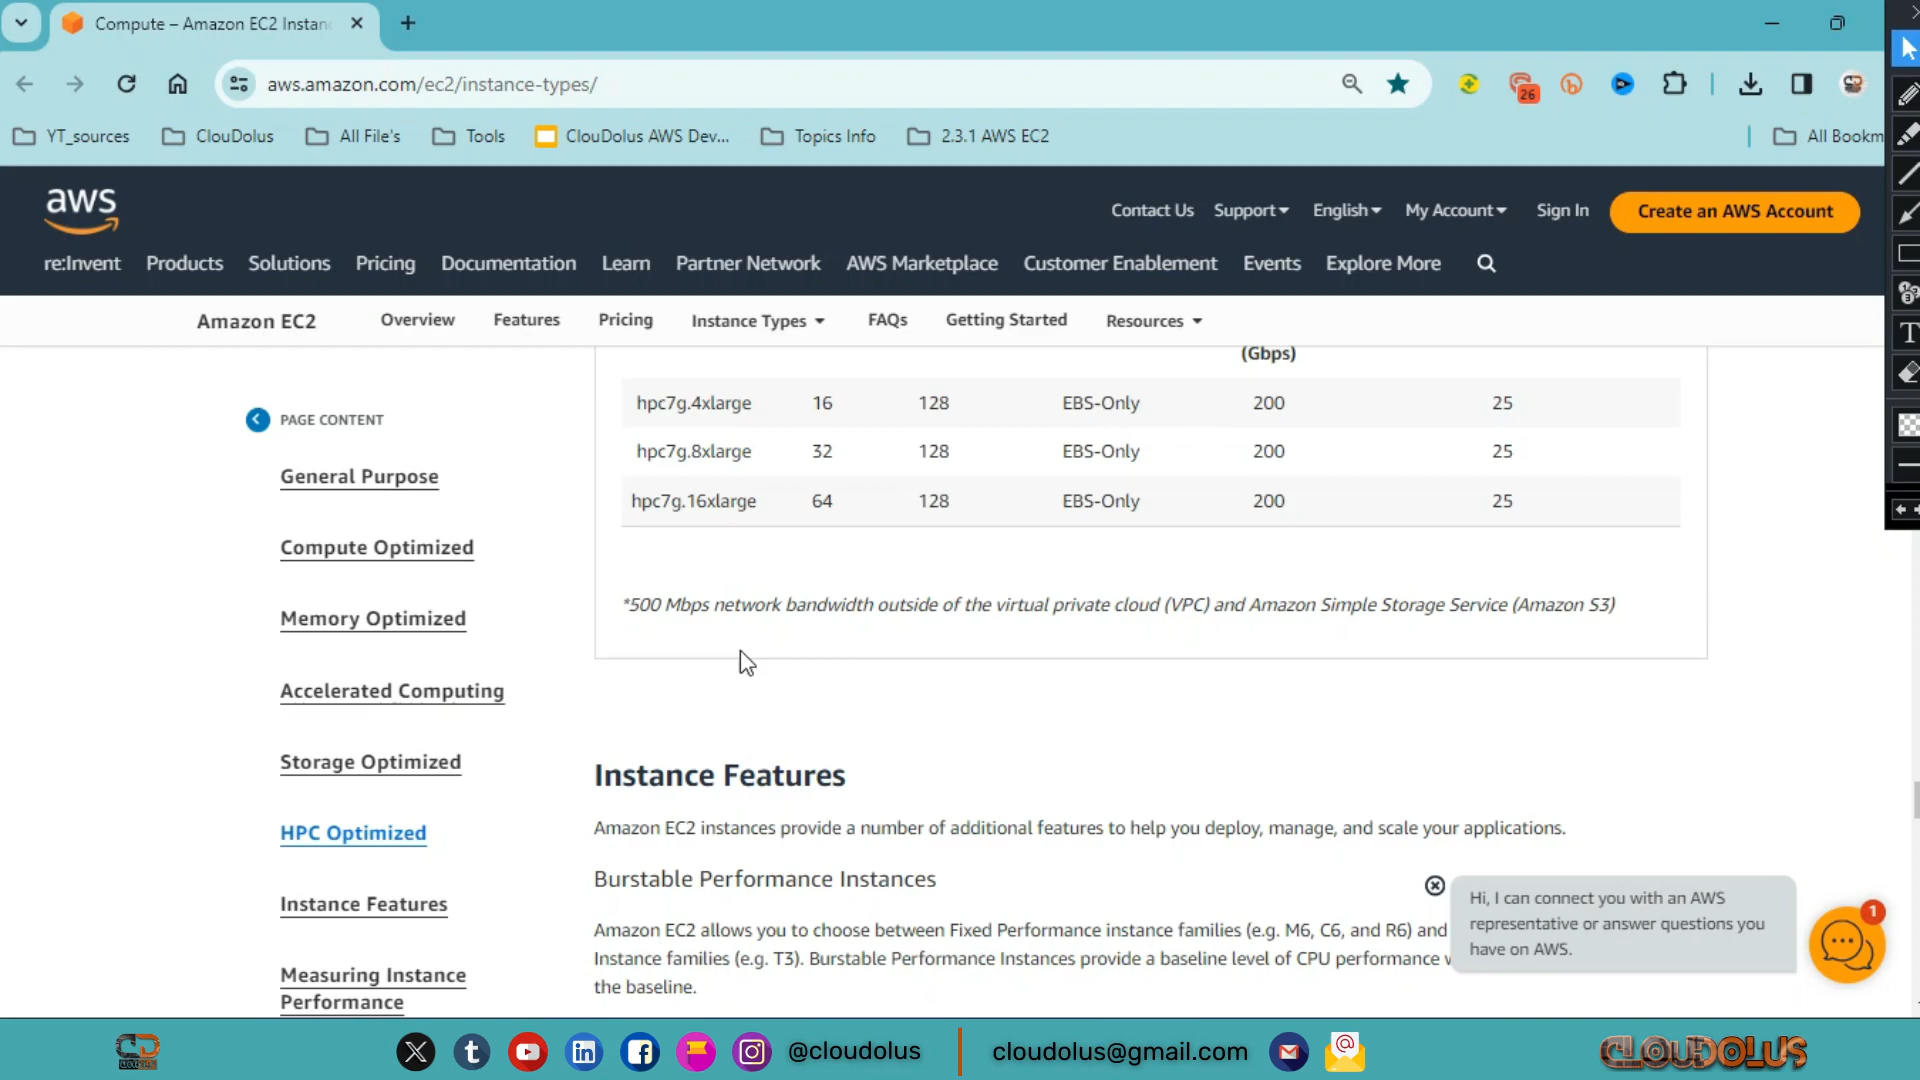 Compute – Amazon EC2 Instan
aws.amazon.com/ec2/instance-types/
26
YT_sources
ClouDolus
All File's
Tools
ClouDolus AWS Dev...
Topics Info
2.3.1 AWS EC2
All Bookm
aws
Contact Us
Support
English
My Account
Sign In
Create an AWS Account
re:Invent
Products
Solutions
Pricing
Documentation
Learn
Partner Network
AWS Marketplace
Customer Enablement
Events
Explore More
Amazon EC2
Overview
Features
Pricing
Instance Types
FAQs
Getting Started
Resources
PAGE CONTENT
General Purpose
Compute Optimized
Memory Optimized
Accelerated Computing
Storage Optimized
HPC Optimized
Instance Features
Measuring Instance
Performance
(Gbps)
hpc7g.4xlarge 16 128 EBS-Only 200 25
hpc7g.8xlarge 32 128 EBS-Only 200 25
hpc7g.16xlarge 64 128 EBS-Only 200 25
*500 Mbps network bandwidth outside of the virtual private cloud (VPC) and Amazon Simple Storage Service (Amazon S3)
Instance Features
Amazon EC2 instances provide a number of additional features to help you deploy, manage, and scale your applications.
Burstable Performance Instances
Amazon EC2 allows you to choose between Fixed Performance instance families (e.g. M6, C6, and R6) and
Instance families (e.g. T3). Burstable Performance Instances provide a baseline level of CPU performance
the baseline.
Hi, I can connect you with an AWS
representative or answer questions you
have on AWS.
1
@cloudolus
cloudolus@gmail.com
CLOUDOLUS